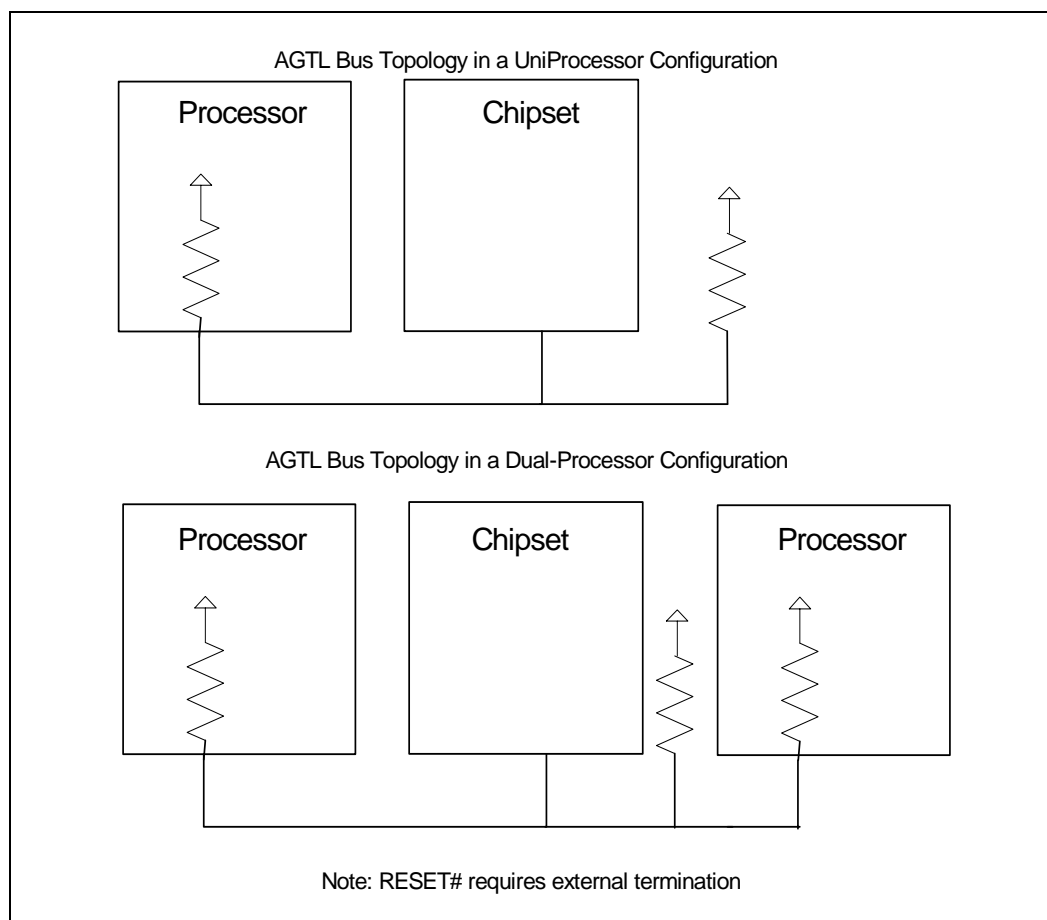 AGTL Bus Topology in a UniProcessor Configuration
Processor
Chipset
AGTL Bus Topology in a Dual-Processor Configuration
Processor
Chipset
Processor
Note: RESET# requires external termination